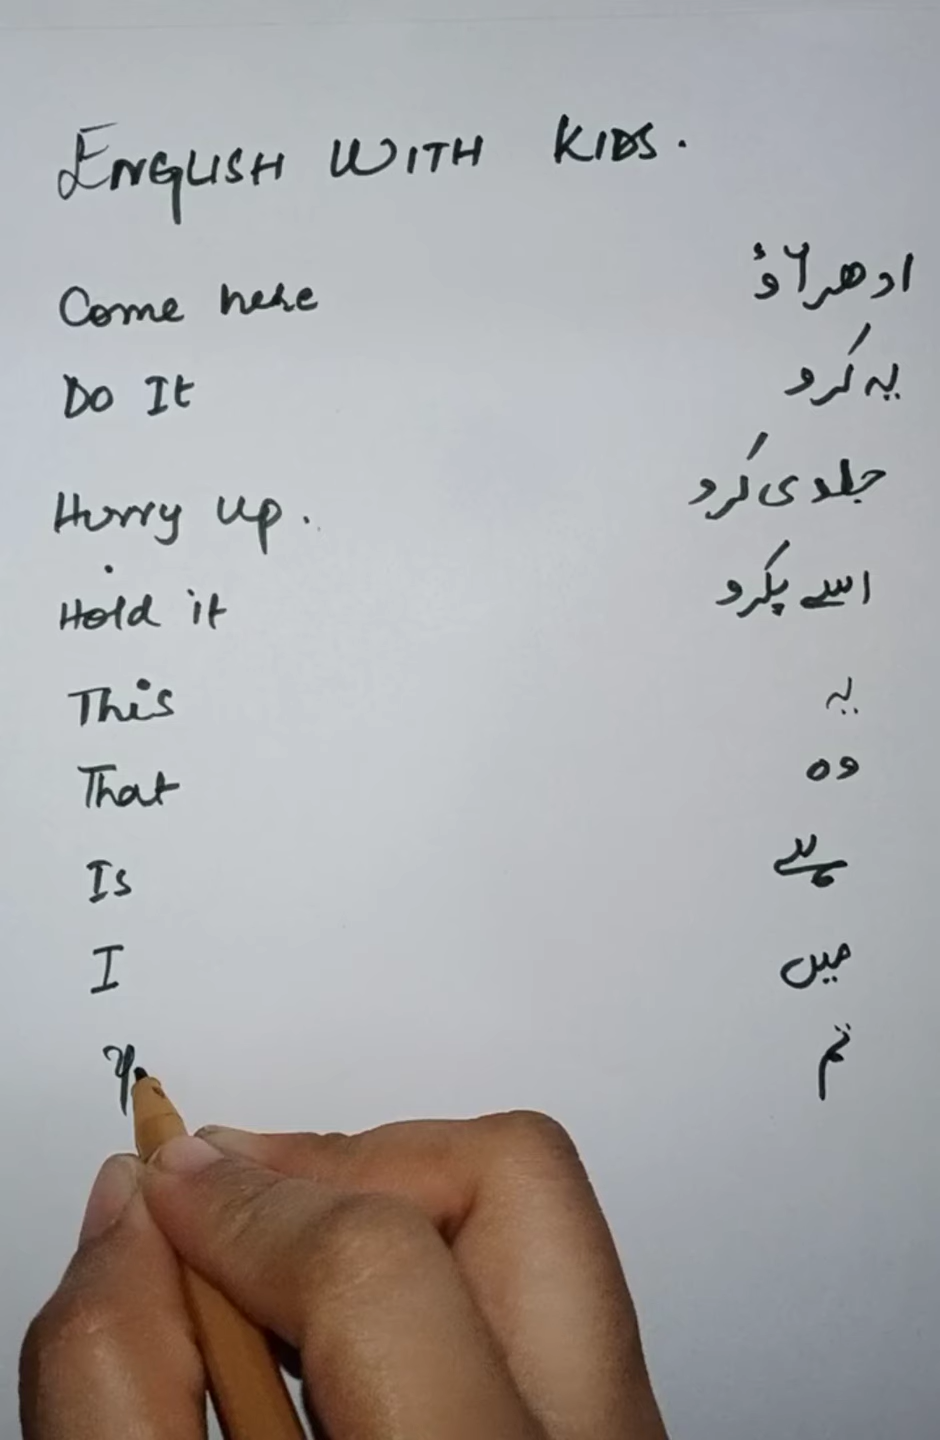 ENGLISH WITH KIDS.
Come here ادھر آؤ
Do It یہ کرو
Hurry up. جلدی کرو
Hold it اسے پکرو
This یہ
That وہ
Is ہے
I میں
y تم